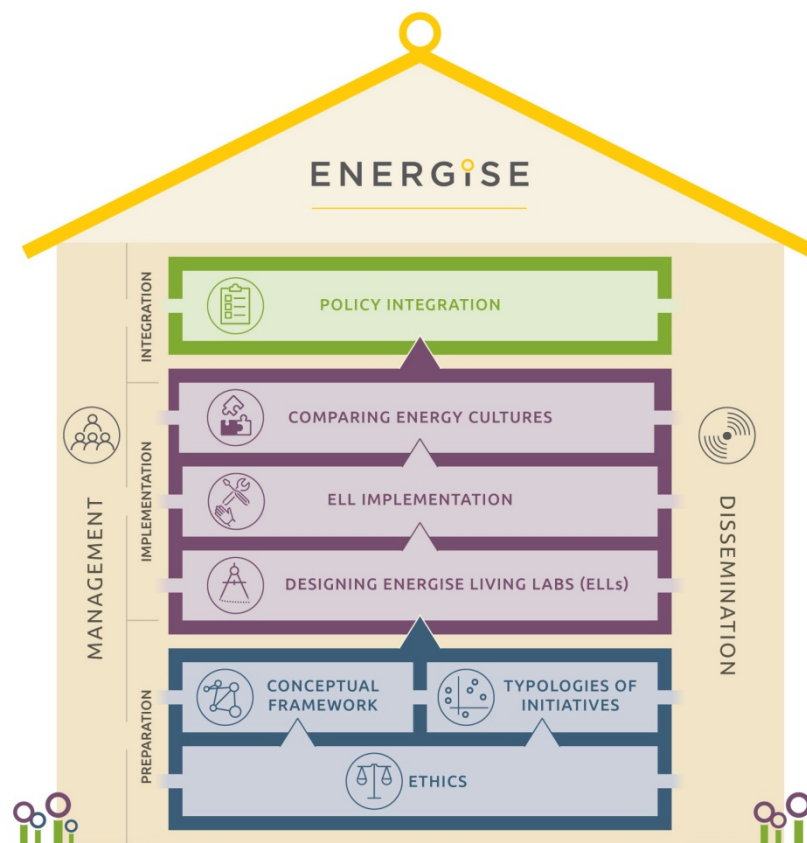 ENERGiSE
INTEGRATION
POLICY INTEGRATION
IMPLEMENTATION
COMPARING ENERGY CULTURES
ELL IMPLEMENTATION
DESIGNING ENERGISE LIVING LABS (ELLs)
MANAGEMENT
DISSEMINATION
PREPARATION
CONCEPTUAL
FRAMEWORK
TYPOLOGIES OF
INITIATIVES
ETHICS